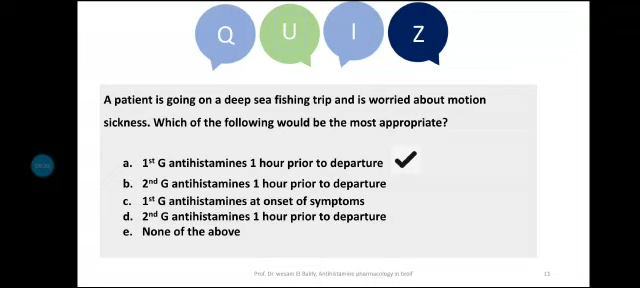 Q U I Z
A patient is going on a deep sea fishing trip and is worried about motion
sickness. Which of the following would be the most appropriate?
a. 1st G antihistamines 1 hour prior to departure
b. 2nd G antihistamines 1 hour prior to departure
c. 1st G antihistamines at onset of symptoms
d. 2nd G antihistamines 1 hour prior to departure
e. None of the above
Prof. Dr. wesam El Bakly, Antihistamine pharmacology in breif
11